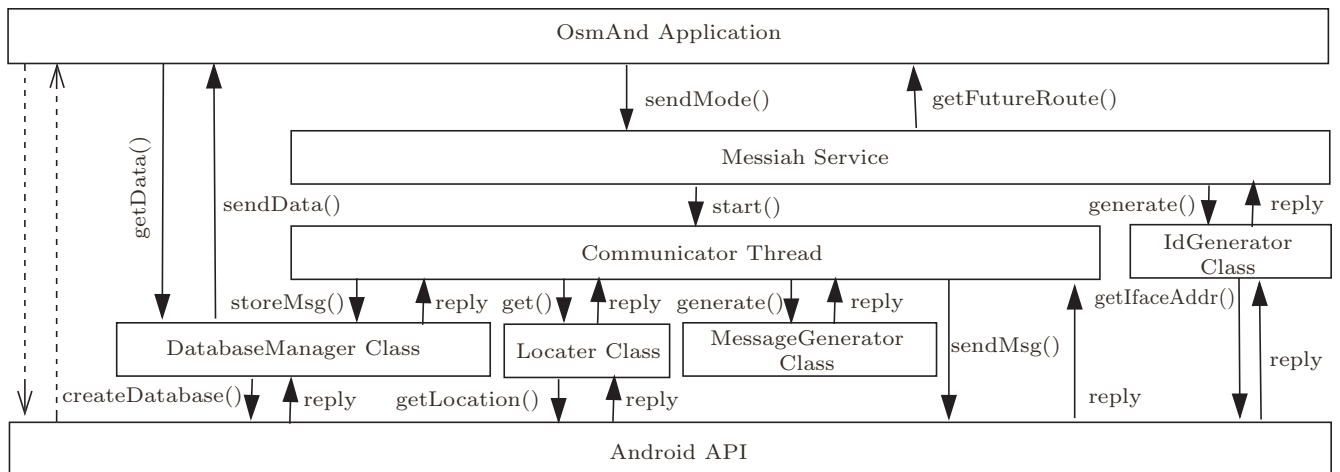 OsmAnd Application
sendMode()
getFutureRoute()
Messiah Service
getData()
sendData()
start()
generate()
reply
Communicator Thread
IdGenerator
Class
storeMsg()
reply
get()
reply
generate()
reply
getIfaceAddr()
DatabaseManager Class
Locater Class
MessageGenerator
Class
sendMsg()
reply
createDatabase()
reply
getLocation()
reply
reply
Android API